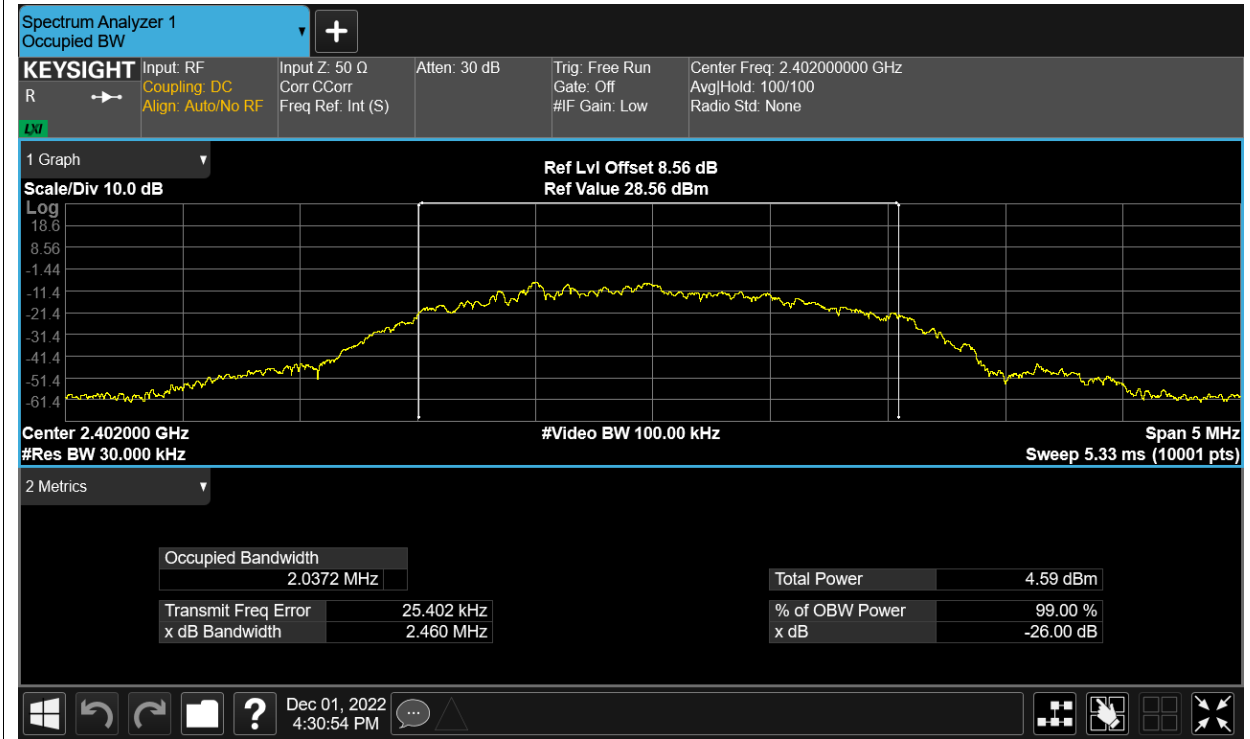 Spectrum Analyzer 1
Occupied BW
KEYSIGHT
R
LXI
Input: RF
Coupling: DC
Align: Auto/No RF
Input Z: 50 Ω
Corr CCorr
Freq Ref: Int (S)
Atten: 30 dB
Trig: Free Run
Gate: Off
#IF Gain: Low
Center Freq: 2.402000000 GHz
Avg|Hold: 100/100
Radio Std: None
1 Graph
Scale/Div 10.0 dB
Ref Lvl Offset 8.56 dB
Ref Value 28.56 dBm
Log
18.6
8.56
-1.44
-11.4
-21.4
-31.4
-41.4
-51.4
-61.4
Center 2.402000 GHz
#Video BW 100.00 kHz
Span 5 MHz
#Res BW 30.000 kHz
Sweep 5.33 ms (10001 pts)
2 Metrics
Occupied Bandwidth
2.0372 MHz
Transmit Freq Error 25.402 kHz
x dB Bandwidth 2.460 MHz
Total Power 4.59 dBm
% of OBW Power 99.00 %
x dB -26.00 dB
?
Dec 01, 2022
4:30:54 PM